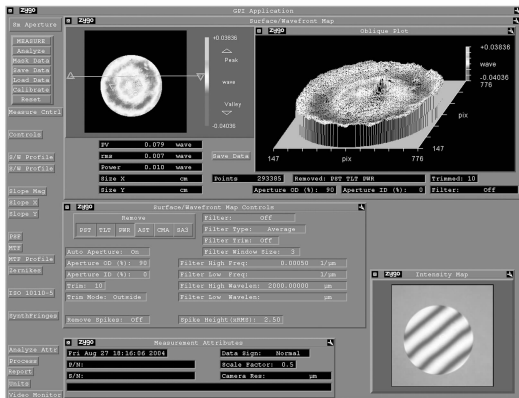 zygo GPI Application
Sm Aperture
MEASURE
Analyze
Mask Data
Save Data
Load Data
Calibrate
Reset
Measure Cntrl
Controls
S/W Profile
S/W Profile
Slope Mag
Slope X
Slope Y
PSF
MTF
MTF Profile
Zernikes
ISO 10110-5
SynthFringes
Analyze Attr
Process
Report
Units
Video Monitor
zygo Surface/Wavefront Map
+0.03836
Peak
wave
Valley
-0.04036
PV 0.079 wave
rms 0.007 wave
Power 0.010 wave
Size X cm
Size Y cm
Save Data
zygo Oblique Plot
+0.03836
wave
-0.04036
776
pix
147
147 pix 776
Points 293385 Removed: PST TLT PWR Trimmed: 10
Aperture OD (%): 90 Aperture ID (%): 0 Filter: Off
zygo Surface/Wavefront Map Controls
Remove
PST TLT PWR AST CMA SA3
Auto Aperture: On
Aperture OD (%): 90
Aperture ID (%): 0
Trim: 10
Trim Mode: Outside
Remove Spikes: Off
Filter: Off
Filter Type: Average
Filter Trim: Off
Filter Window Size: 3
Filter High Freq: 0.00050 1/µm
Filter Low Freq: 1/µm
Filter High Wavelen: 2000.00000 µm
Filter Low Wavelen: µm
Spike Height(xRMS): 2.50
zygo Measurement Attributes
Fri Aug 27 18:16:06 2004
P/N:
S/N:
Data Sign: Normal
Scale Factor: 0.5
Camera Res: µm
zygo Intensity Map